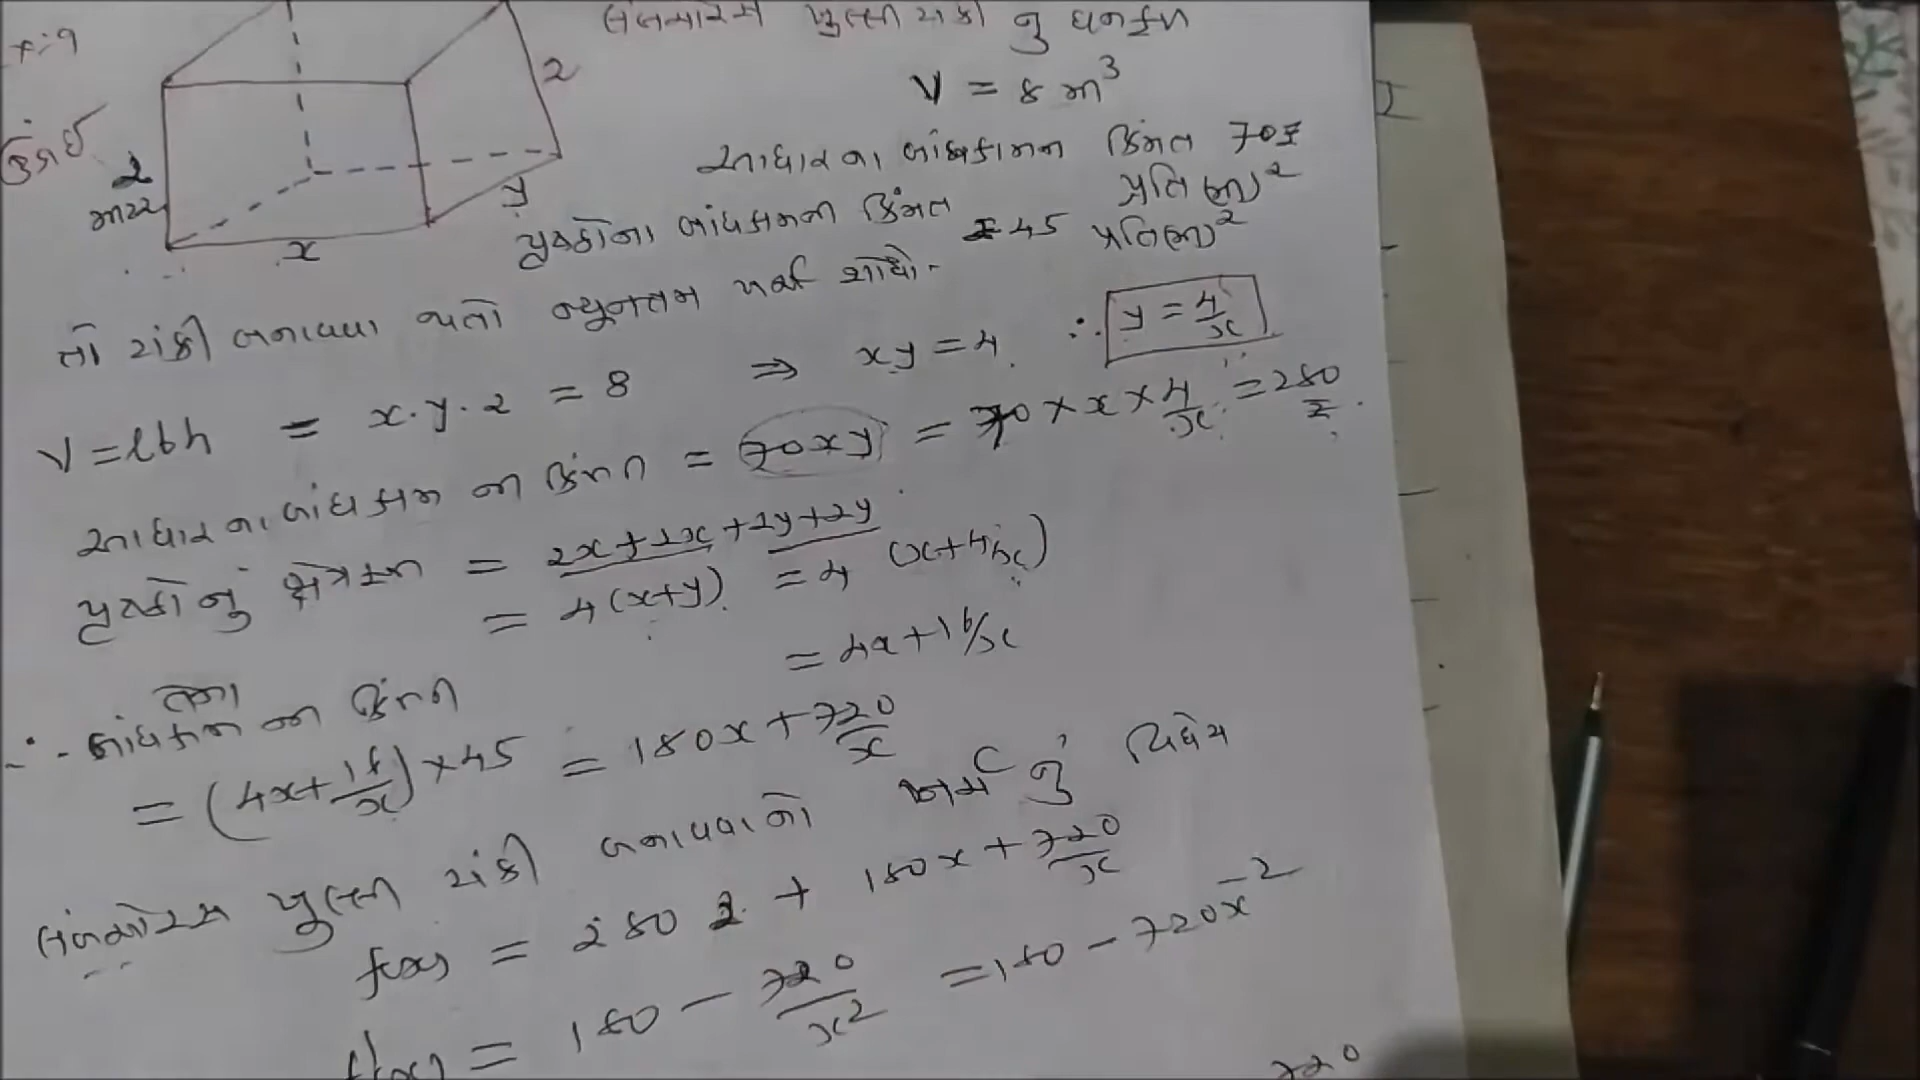 ઊંડાઈ
2
2
y
x
લંબચોરસ ખુલ્લી ટાંકી નું ઘનફળ
V = 8 m³
આધારના બાંધકામની કિંમત 70₹
પ્રતિ (મી)²
પૃષ્ઠોના બાંધકામની કિંમત ₹45 પ્રતિ(મી)²
તો ટાંકી બનાવવા થતો ન્યૂનતમ ખર્ચ શોધો.
V = lbh = x.y.2 = 8 ⇒ xy = 4. ∴ y = 4/x
આધારના બાંધકામ ની કિંમત = 70xy = 70 × x × 4/x = 280 ₹.
પૃષ્ઠોનું ક્ષેત્રફળ = 2x+2x+2y+2y
= 4(x+y) = 4 (x+4/x)
= 4x+16/x
∴ બાંધકામ ની કિંમત
= (4x+16/x)×45 = 180x+720/x
લંબચોરસ ખુલ્લી ટાંકી બનાવવાનો ખર્ચ નું વિધેય
f(x) = 280 + 180x + 720/x
f'(x) = 180 − 720/x² = 180 − 720x⁻²
720